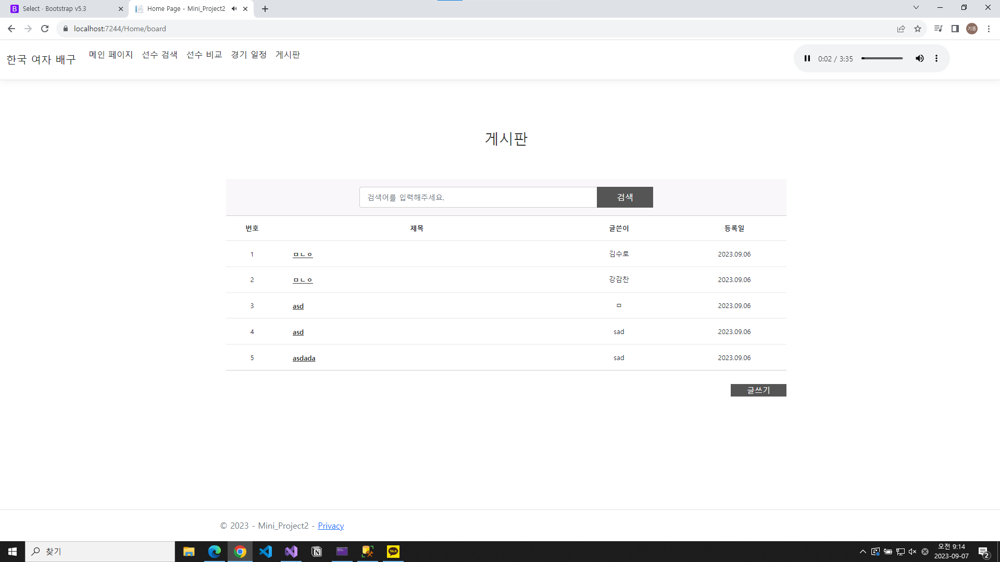 Select · Bootstrap v5.3
Home Page - Mini_Project2
localhost:7244/Home/board
기종
한국 여자 배구
메인 페이지 선수 검색 선수 비교 경기 일정 게시판
0:02 / 3:35
게시판
검색어를 입력해주세요.
검색
번호 제목 글쓴이 등록일
1 ㅁㄴㅇ 김수로 2023.09.06
2 ㅁㄴㅇ 강감찬 2023.09.06
3 asd ㅁ 2023.09.06
4 asd sad 2023.09.06
5 asdada sad 2023.09.06
글쓰기
© 2023 - Mini_Project2 - Privacy
찾기
TALK
오전 9:14
2023-09-07
2